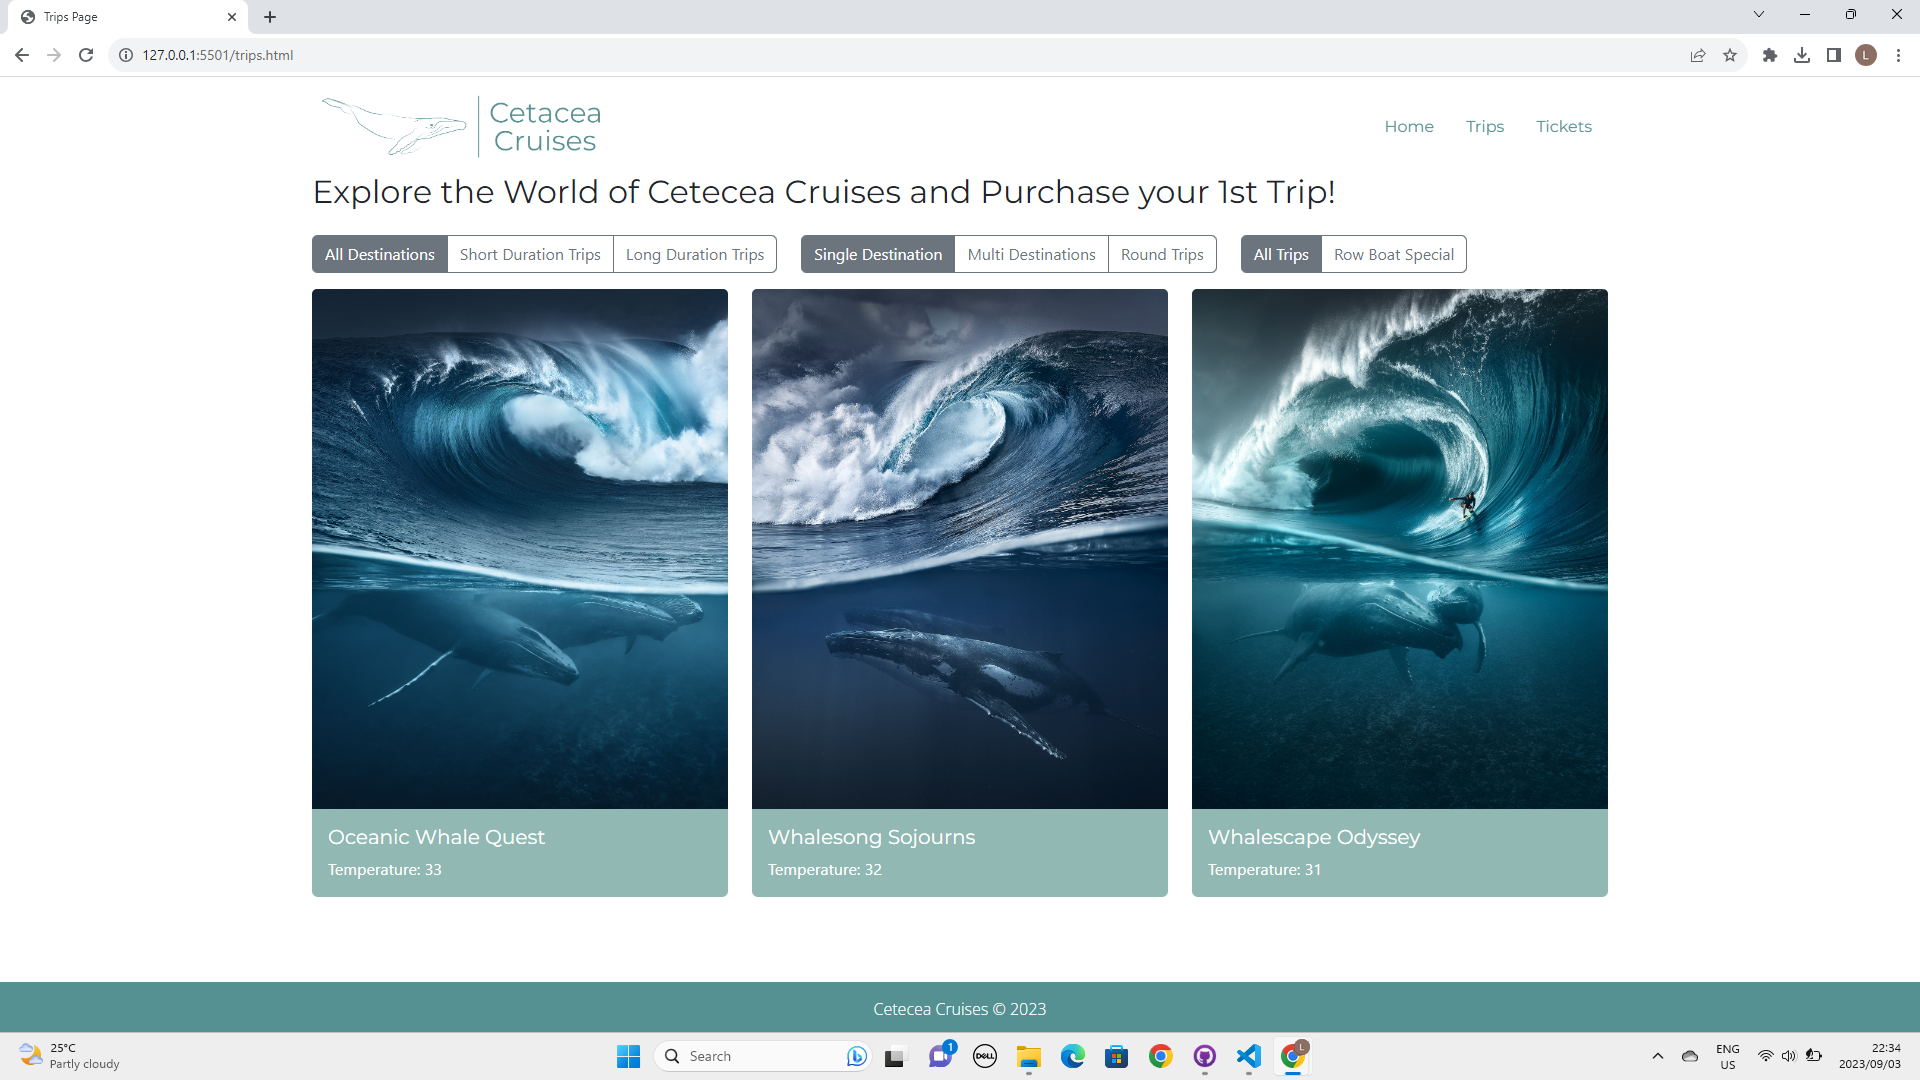 Trips Page
127.0.0.1:5501/trips.html
L
Cetacea
Cruises
Home Trips Tickets
Explore the World of Cetecea Cruises and Purchase your 1st Trip!
All Destinations Short Duration Trips Long Duration Trips Single Destination Multi Destinations Round Trips All Trips Row Boat Special
Oceanic Whale Quest Whalesong Sojourns Whalescape Odyssey
Temperature: 33 Temperature: 32 Temperature: 31
Cetecea Cruises © 2023
25°C
Partly cloudy
Search
1
DELL
L
ENG
US
22:34
2023/09/03